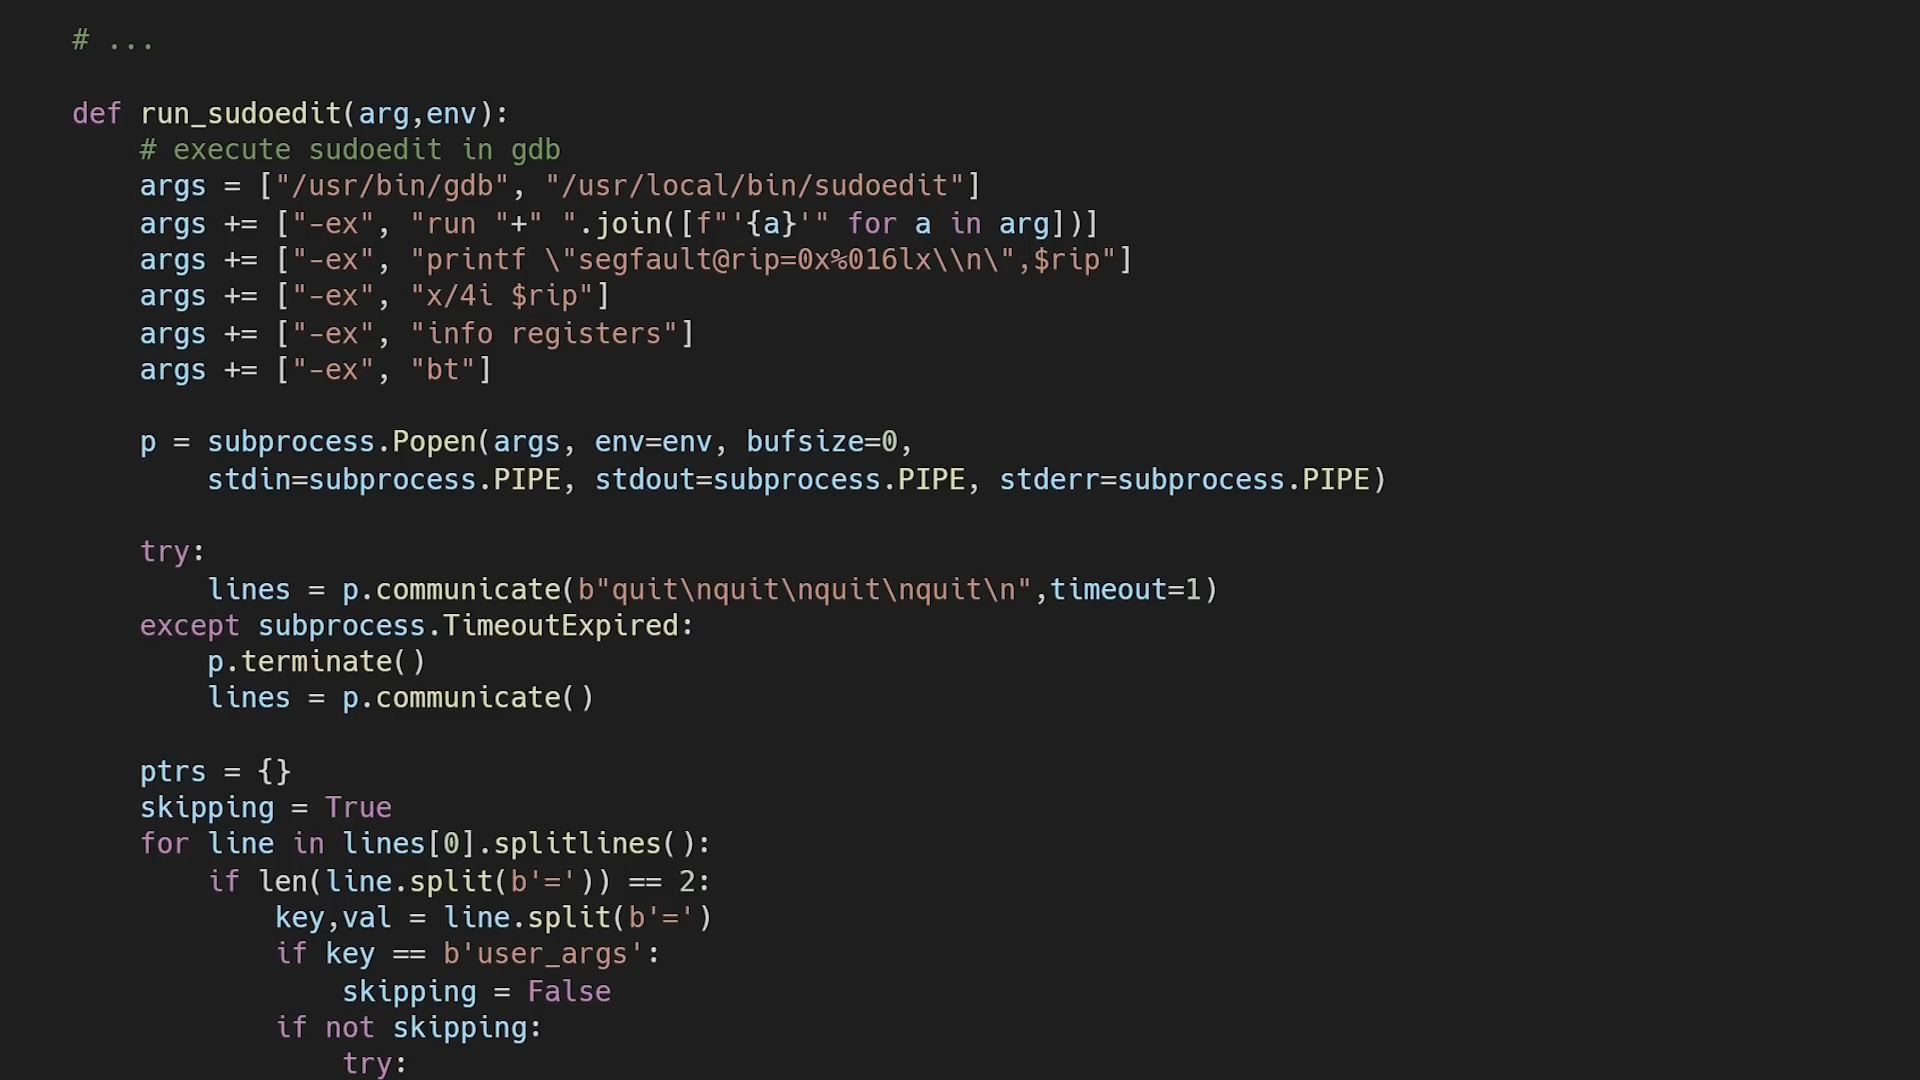 # ...
def run_sudoedit(arg,env):
    # execute sudoedit in gdb
    args = ["/usr/bin/gdb", "/usr/local/bin/sudoedit"]
    args += ["-ex", "run "+" ".join([f"'{a}'" for a in arg])]
    args += ["-ex", "printf \"segfault@rip=0x%016lx\\n\",$rip"]
    args += ["-ex", "x/4i $rip"]
    args += ["-ex", "info registers"]
    args += ["-ex", "bt"]
    p = subprocess.Popen(args, env=env, bufsize=0,
        stdin=subprocess.PIPE, stdout=subprocess.PIPE, stderr=subprocess.PIPE)
    try:
        lines = p.communicate(b"quit\nquit\nquit\nquit\n",timeout=1)
    except subprocess.TimeoutExpired:
        p.terminate()
        lines = p.communicate()
    ptrs = {}
    skipping = True
    for line in lines[0].splitlines():
        if len(line.split(b'=')) == 2:
            key,val = line.split(b'=')
            if key == b'user_args':
                skipping = False
            if not skipping:
                try: